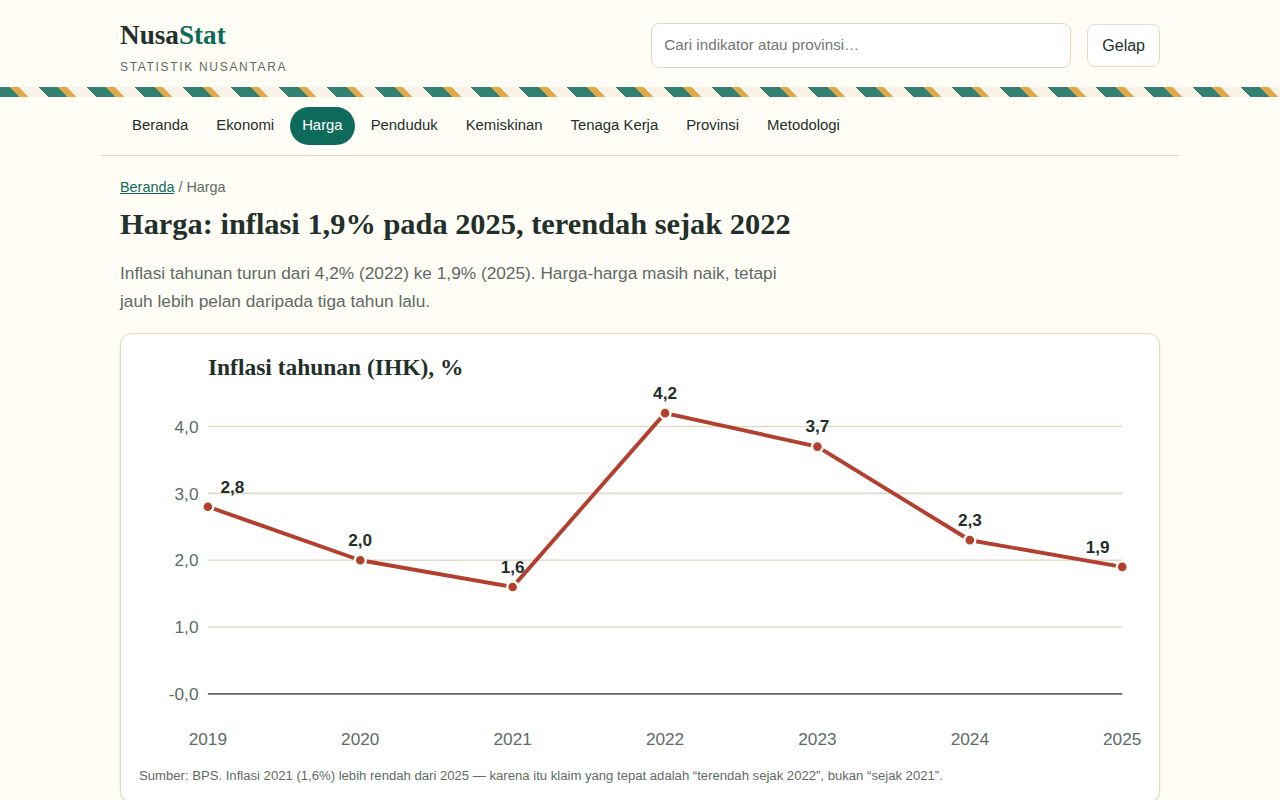 NusaStat
STATISTIK NUSANTARA
Cari indikator atau provinsi…
Gelap
Beranda Ekonomi Harga Penduduk Kemiskinan Tenaga Kerja Provinsi Metodologi
Beranda / Harga
Harga: inflasi 1,9% pada 2025, terendah sejak 2022
Inflasi tahunan turun dari 4,2% (2022) ke 1,9% (2025). Harga-harga masih naik, tetapi
jauh lebih pelan daripada tiga tahun lalu.
Inflasi tahunan (IHK), %
4,2
4,0
3,7
3,0
2,8
2,3
2,0
2,0
1,9
1,6
1,0
-0,0
2019 2020 2021 2022 2023 2024 2025
Sumber: BPS. Inflasi 2021 (1,6%) lebih rendah dari 2025 — karena itu klaim yang tepat adalah “terendah sejak 2022”, bukan “sejak 2021”.